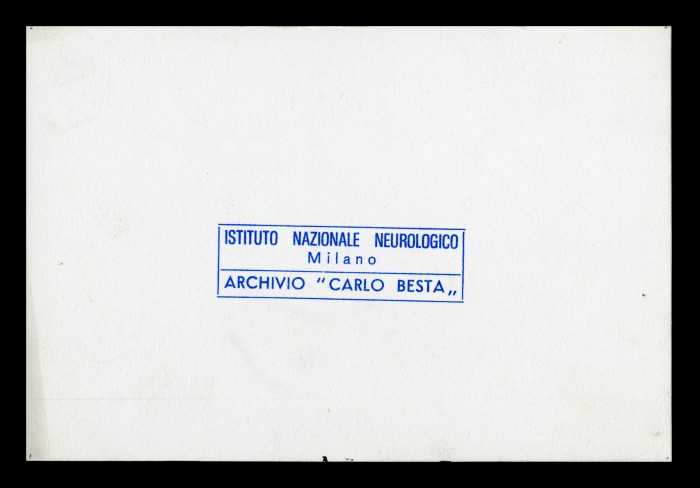 ISTITUTO NAZIONALE NEUROLOGICO
Milano
ARCHIVIO "CARLO BESTA„